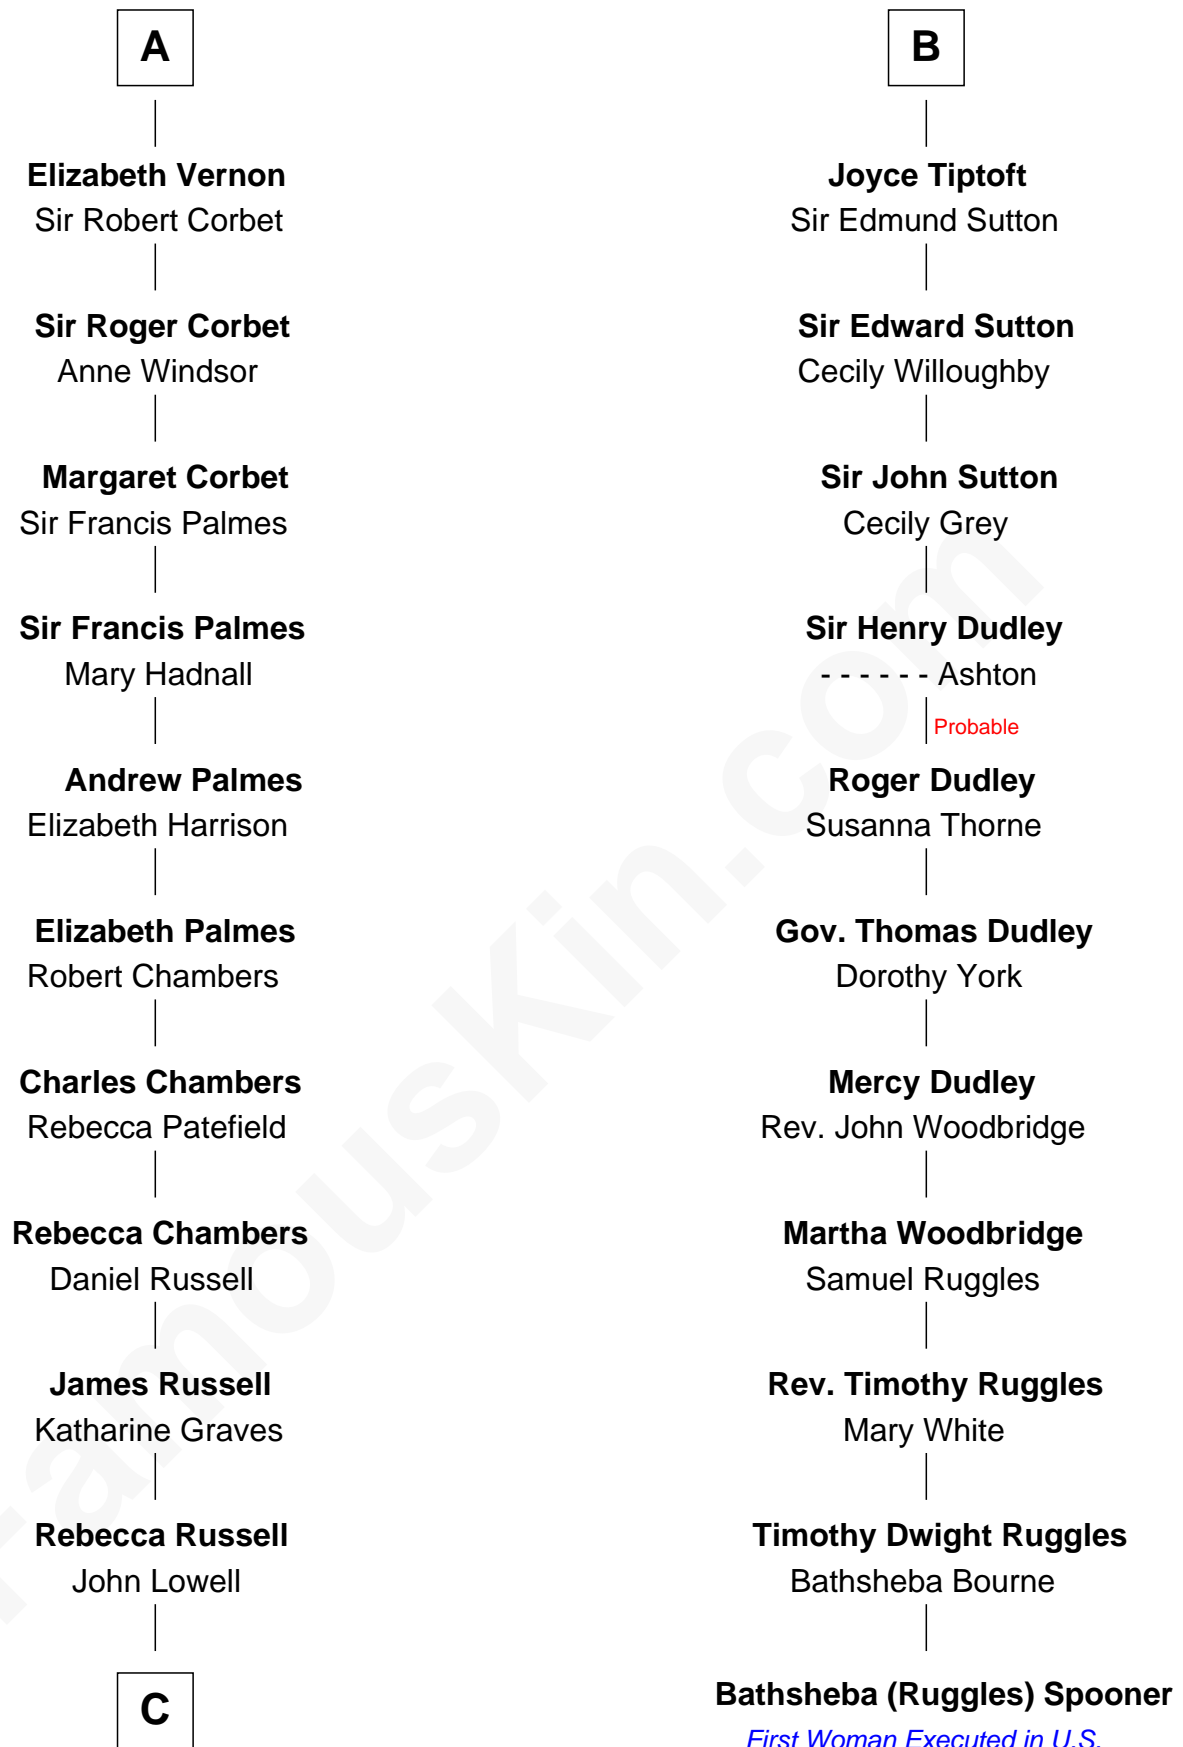 A
Elizabeth Vernon
Sir Robert Corbet
Sir Roger Corbet
Anne Windsor
Margaret Corbet
Sir Francis Palmes
Sir Francis Palmes
Mary Hadnall
Andrew Palmes
Elizabeth Harrison
Elizabeth Palmes
Robert Chambers
Charles Chambers
Rebecca Patefield
Rebecca Chambers
Daniel Russell
James Russell
Katharine Graves
Rebecca Russell
John Lowell
C
B
Joyce Tiptoft
Sir Edmund Sutton
Sir Edward Sutton
Cecily Willoughby
Sir John Sutton
Cecily Grey
Sir Henry Dudley
- - - - - - Ashton
Probable
Roger Dudley
Susanna Thorne
Gov. Thomas Dudley
Dorothy York
Mercy Dudley
Rev. John Woodbridge
Martha Woodbridge
Samuel Ruggles
Rev. Timothy Ruggles
Mary White
Timothy Dwight Ruggles
Bathsheba Bourne
Bathsheba (Ruggles) Spooner
First Woman Executed in U.S.
FamousKin.com